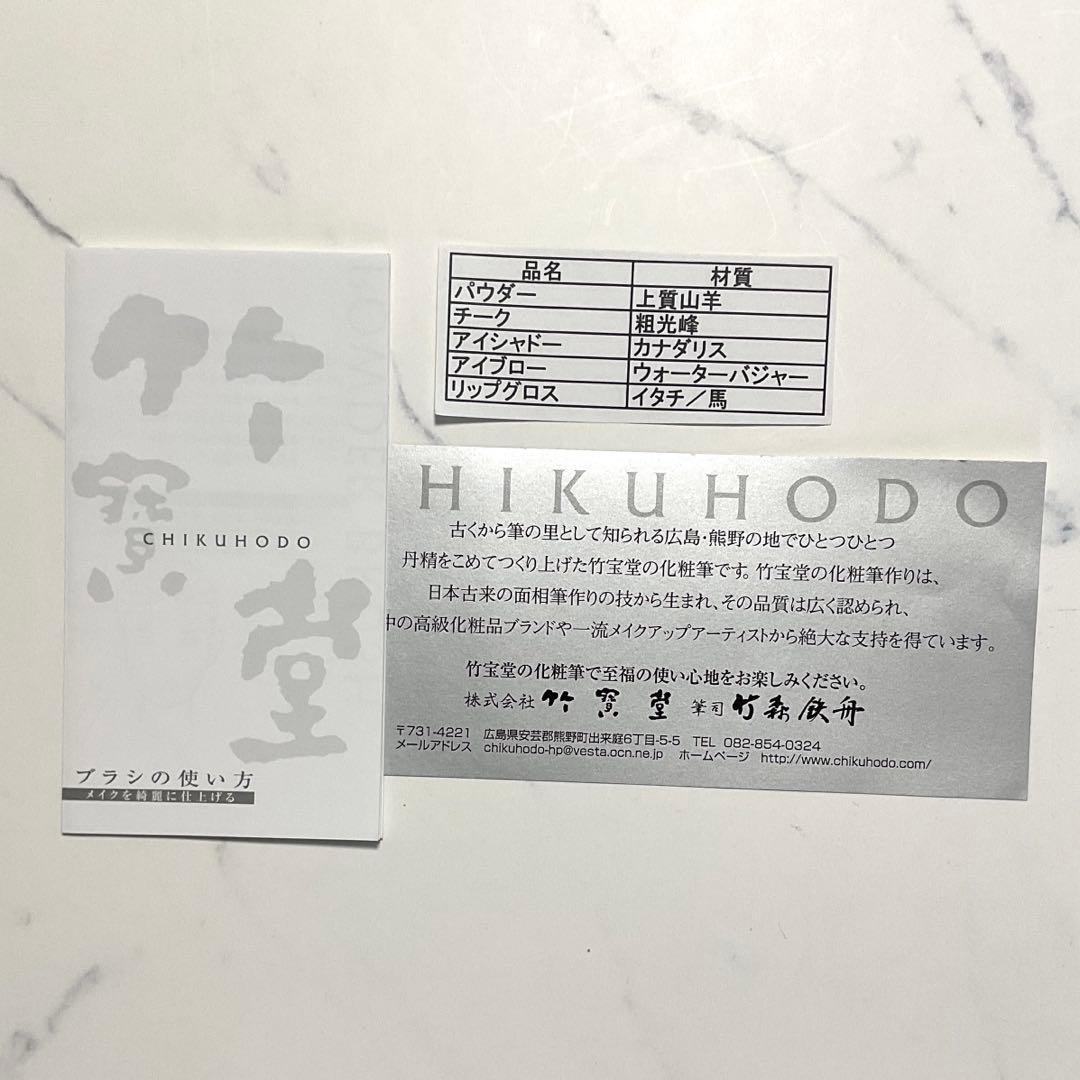 竹寶堂
CHIKUHODO
ブラシの使い方
メイクを綺麗に仕上げる
品名 材質
パウダー 上質山羊
チーク 粗光峰
アイシャドー カナダリス
アイブロー ウォーターバジャー
リップグロス イタチ／馬
HIKUHODO
古くから筆の里として知られる広島・熊野の地でひとつひとつ
丹精をこめてつくり上げた竹宝堂の化粧筆です。竹宝堂の化粧筆作りは、
日本古来の面相筆作りの技から生まれ、その品質は広く認められ、
中の高級化粧品ブランドや一流メイクアップアーティストから絶大な支持を得ています。
竹宝堂の化粧筆で至福の使い心地をお楽しみください。
株式会社 竹寶堂 筆司 竹森鉄舟
〒731-4221 広島県安芸郡熊野町出来庭6丁目-5-5 TEL 082-854-0324
メールアドレス chikuhodo-hp@vesta.ocn.ne.jp ホームページ http://www.chikuhodo.com/